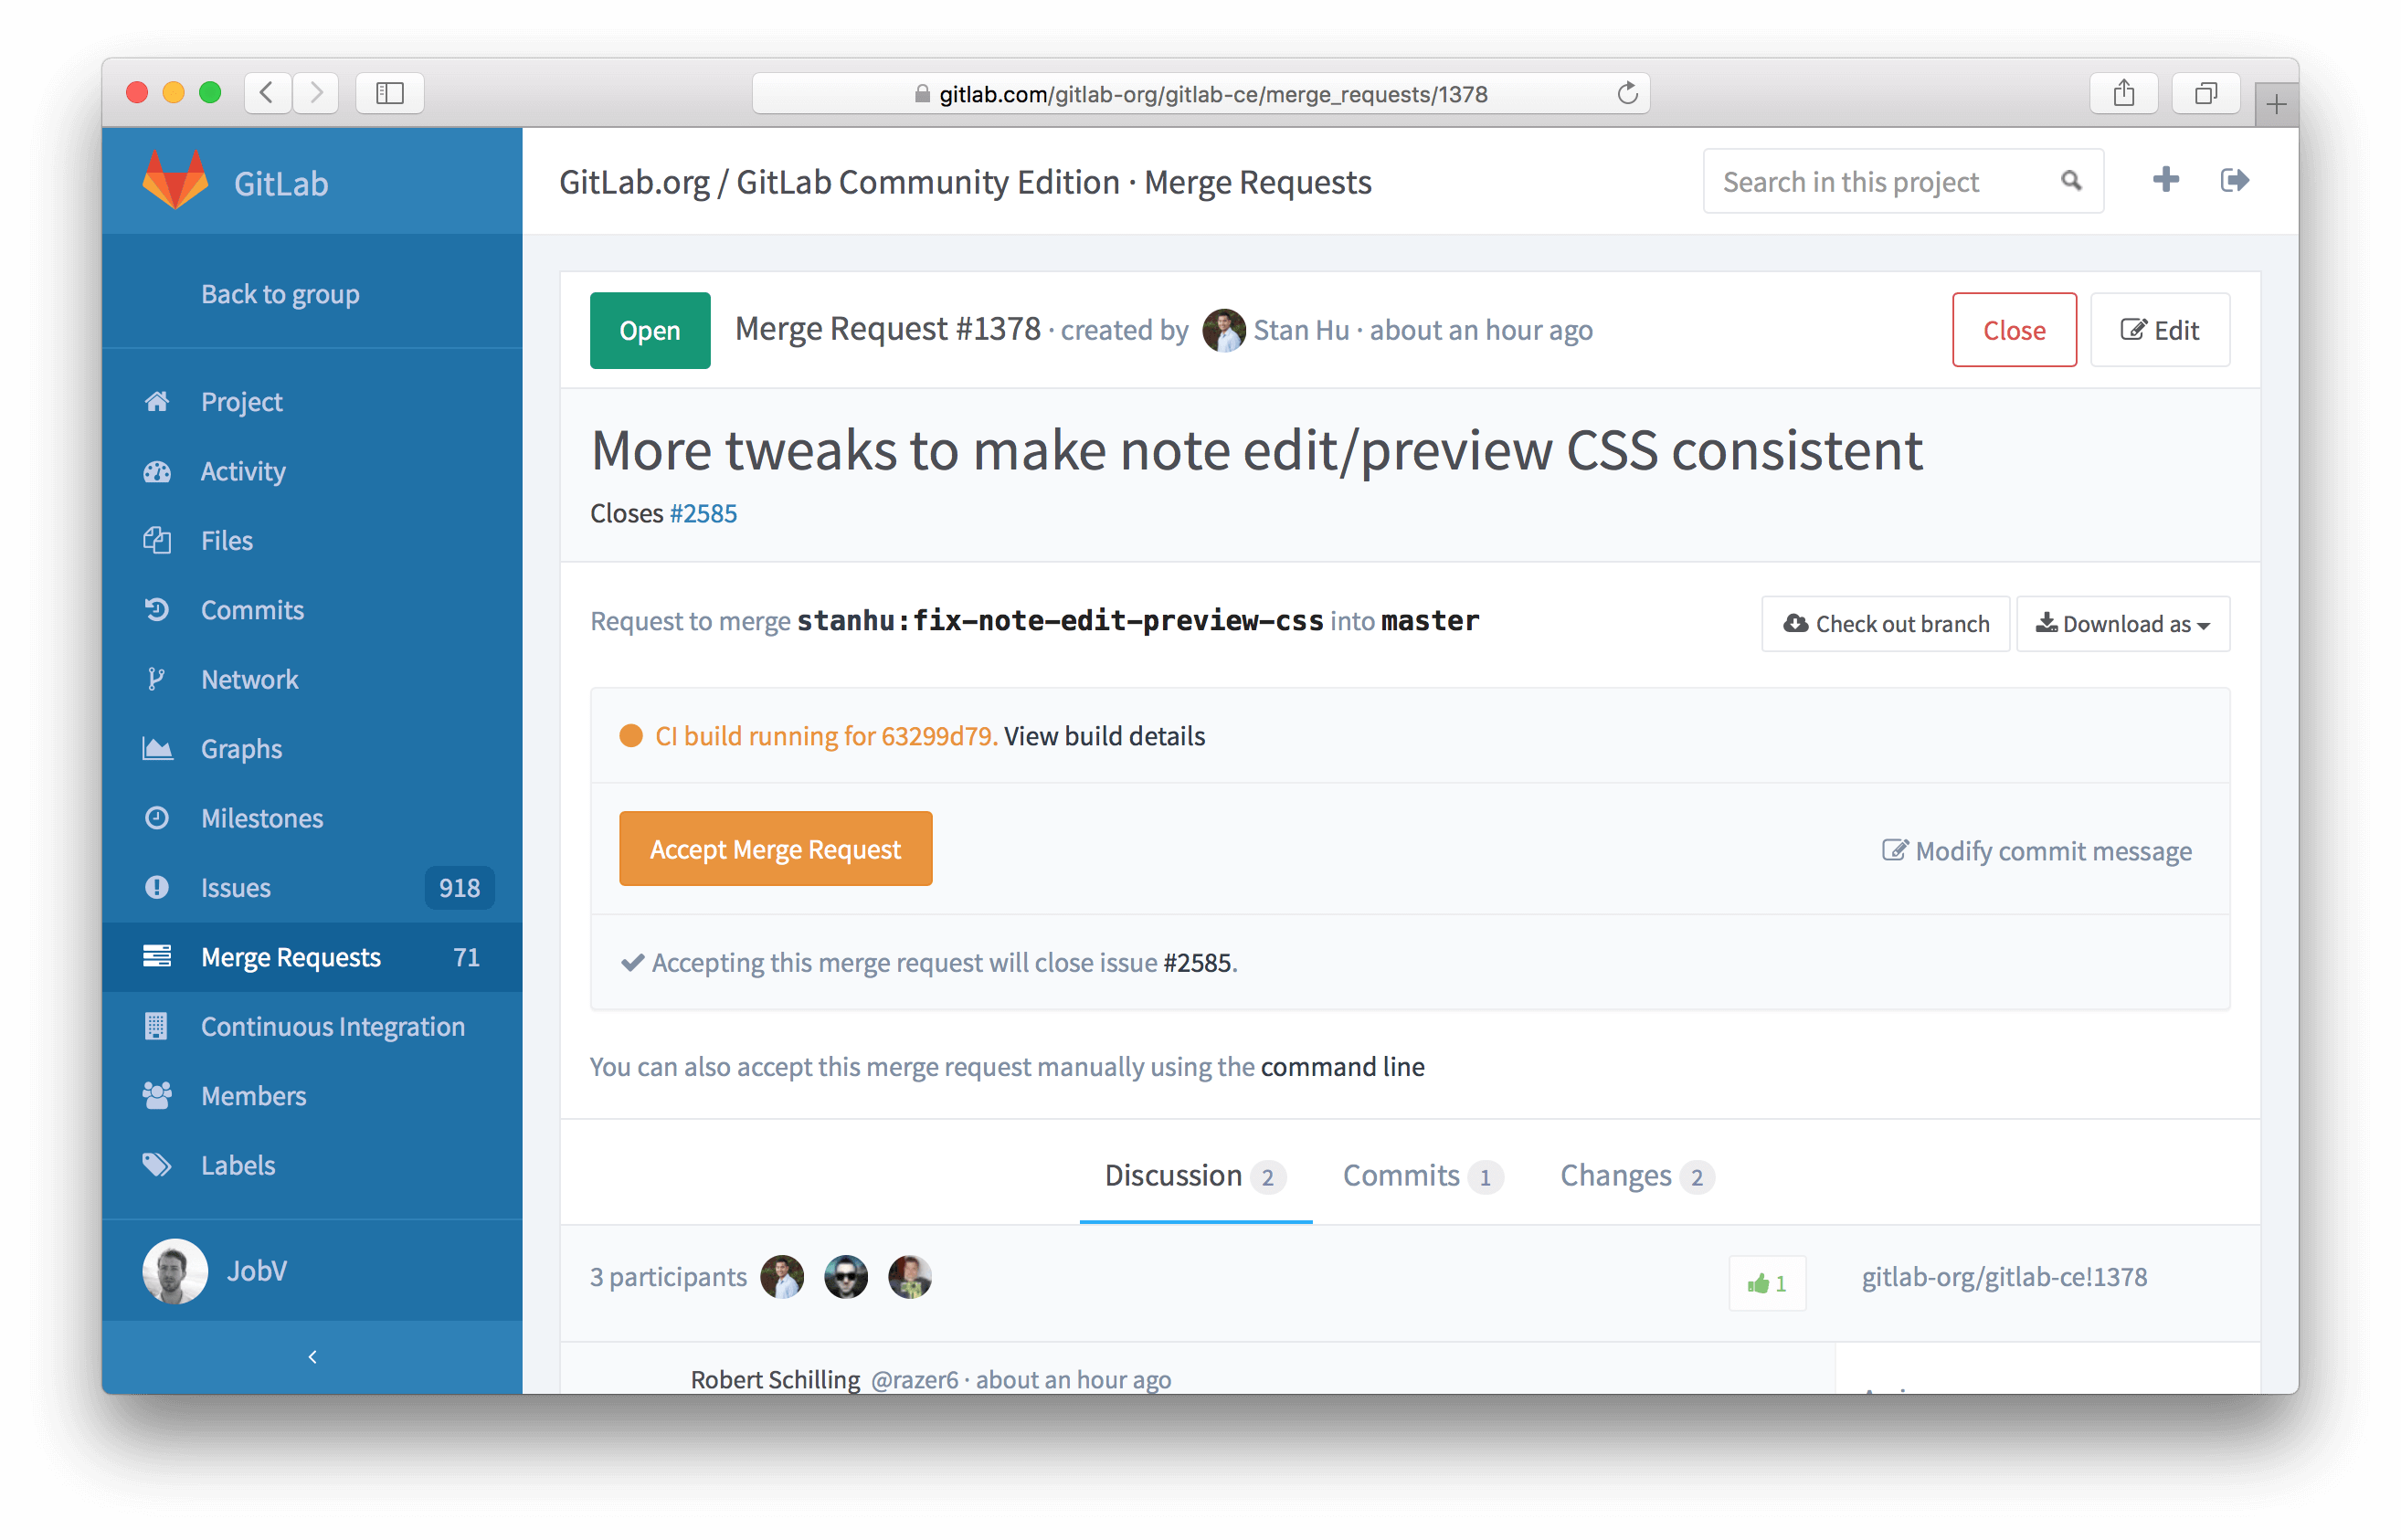 gitlab.com/gitlab-org/gitlab-ce/merge_requests/1378
GitLab
GitLab.org / GitLab Community Edition · Merge Requests
Search in this project
Back to group
Project
Activity
Files
Commits
Network
Graphs
Milestones
Issues 918
Merge Requests 71
Continuous Integration
Members
Labels
JobV
Open Merge Request #1378 · created by Stan Hu · about an hour ago
Close Edit
More tweaks to make note edit/preview CSS consistent
Closes #2585
Request to merge stanhu:fix-note-edit-preview-css into master
Check out branch Download as
CI build running for 63299d79. View build details
Accept Merge Request
Modify commit message
Accepting this merge request will close issue #2585.
You can also accept this merge request manually using the command line
Discussion 2 Commits 1 Changes 2
3 participants
1
gitlab-org/gitlab-ce!1378
Robert Schilling @razer6 · about an hour ago